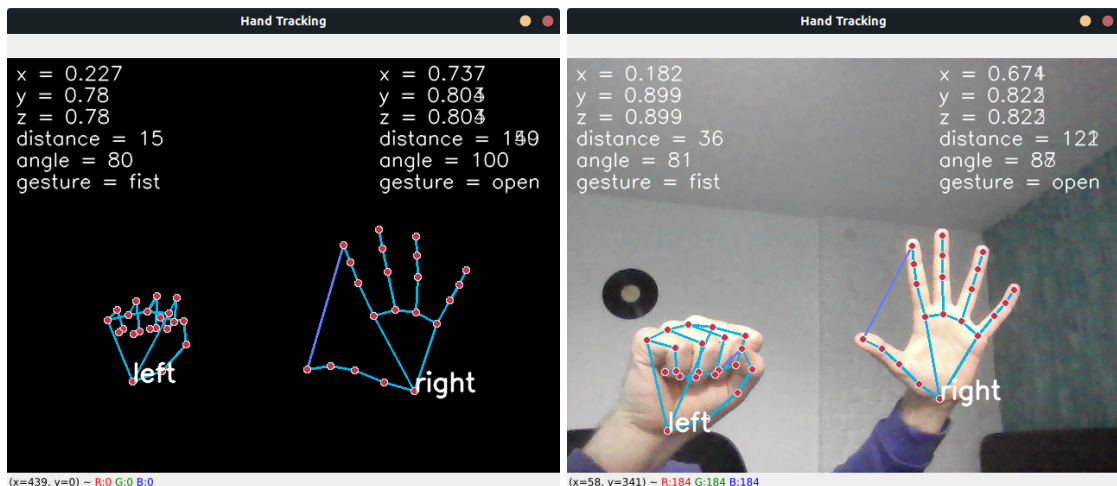 Hand Tracking
x = 0.227
y = 0.78
z = 0.78
distance = 15
angle = 80
gesture = fist
x = 0.737
y =
z =
distance =
angle = 100
gesture = open
left
right
(x=439, y=0) ~ R:0 G:0 B:0
Hand Tracking
x = 0.182
y = 0.899
z = 0.899
distance = 36
angle = 81
gesture = fist
x =
y =
z =
distance =
angle =
gesture = open
left
right
(x=58, y=341) ~ R:184 G:184 B:184